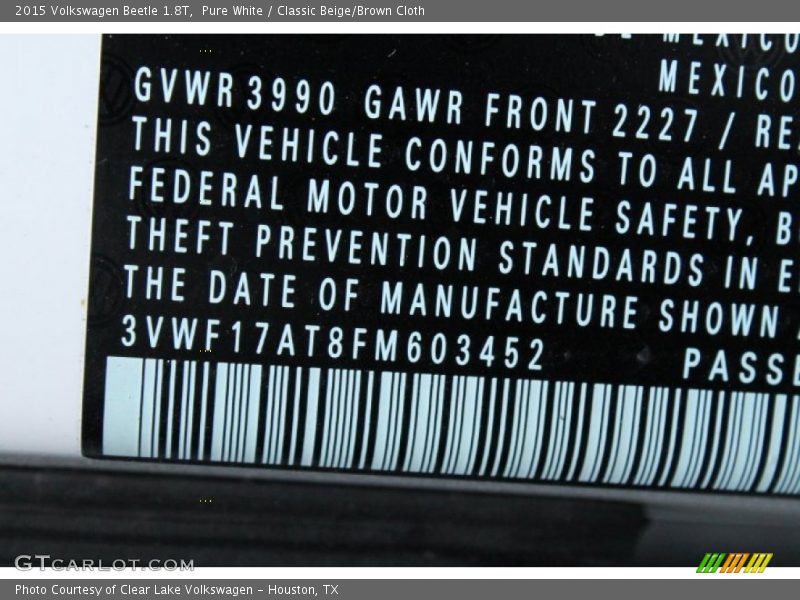 2015 Volkswagen Beetle 1.8T, Pure White / Classic Beige/Brown Cloth
MEXICO
MEXICO
GVWR 3990 GAWR FRONT 2227 / REA
THIS VEHICLE CONFORMS TO ALL AP
FEDERAL MOTOR VEHICLE SAFETY, B
THEFT PREVENTION STANDARDS IN E
THE DATE OF MANUFACTURE SHOWN
3VWF17AT8FM603452 PASSE
GTCARLOT.COM
Photo Courtesy of Clear Lake Volkswagen – Houston, TX